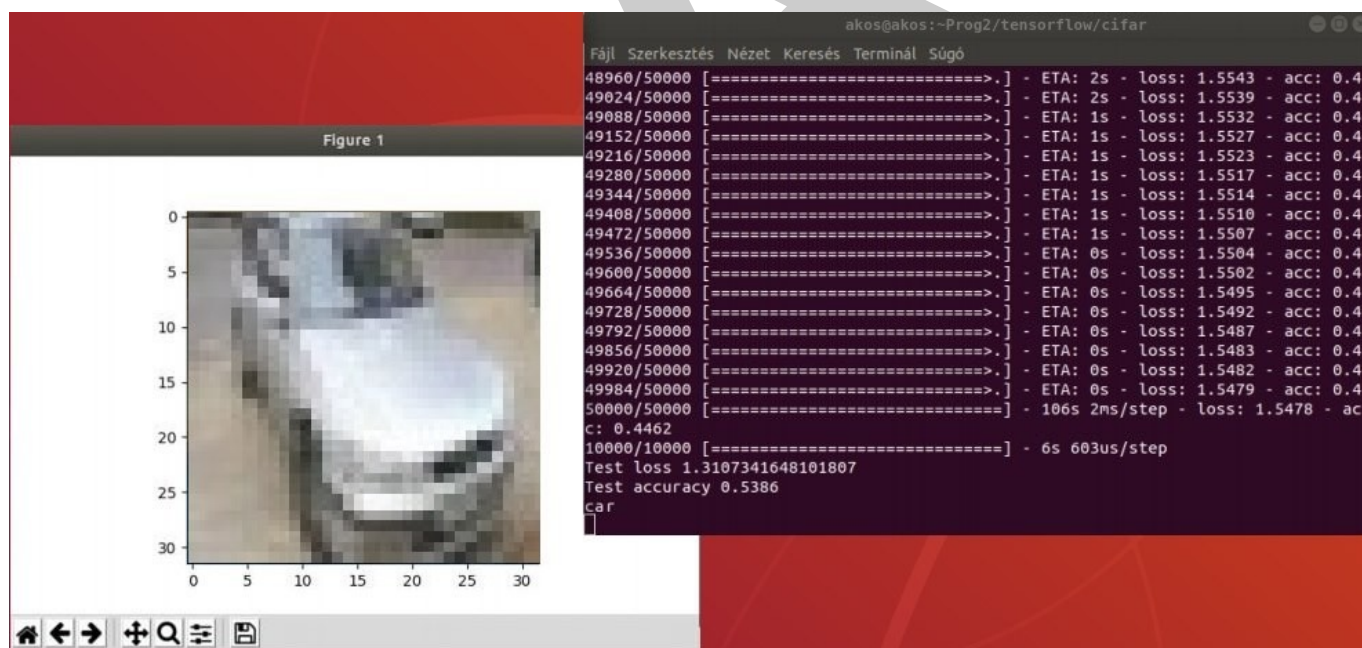 akos@akos:~Prog2/tensorflow/cifar
Fájl Szerkesztés Nézet Keresés Terminál Súgó
48960/50000 [============================>.] - ETA: 2s - loss: 1.5543 - acc: 0.4
49024/50000 [============================>.] - ETA: 2s - loss: 1.5539 - acc: 0.4
49088/50000 [============================>.] - ETA: 1s - loss: 1.5532 - acc: 0.4
49152/50000 [============================>.] - ETA: 1s - loss: 1.5527 - acc: 0.4
49216/50000 [============================>.] - ETA: 1s - loss: 1.5523 - acc: 0.4
49280/50000 [============================>.] - ETA: 1s - loss: 1.5517 - acc: 0.4
49344/50000 [============================>.] - ETA: 1s - loss: 1.5514 - acc: 0.4
49408/50000 [============================>.] - ETA: 1s - loss: 1.5510 - acc: 0.4
49472/50000 [============================>.] - ETA: 1s - loss: 1.5507 - acc: 0.4
49536/50000 [============================>.] - ETA: 0s - loss: 1.5504 - acc: 0.4
49600/50000 [============================>.] - ETA: 0s - loss: 1.5502 - acc: 0.4
49664/50000 [============================>.] - ETA: 0s - loss: 1.5495 - acc: 0.4
49728/50000 [============================>.] - ETA: 0s - loss: 1.5492 - acc: 0.4
49792/50000 [============================>.] - ETA: 0s - loss: 1.5487 - acc: 0.4
49856/50000 [============================>.] - ETA: 0s - loss: 1.5483 - acc: 0.4
49920/50000 [============================>.] - ETA: 0s - loss: 1.5482 - acc: 0.4
49984/50000 [============================>.] - ETA: 0s - loss: 1.5479 - acc: 0.4
50000/50000 [==============================] - 106s 2ms/step - loss: 1.5478 - ac
c: 0.4462
10000/10000 [==============================] - 6s 603us/step
Test loss 1.3107341648101807
Test accuracy 0.5386
car
Figure 1
0
5
10
15
20
25
30
0 5 10 15 20 25 30